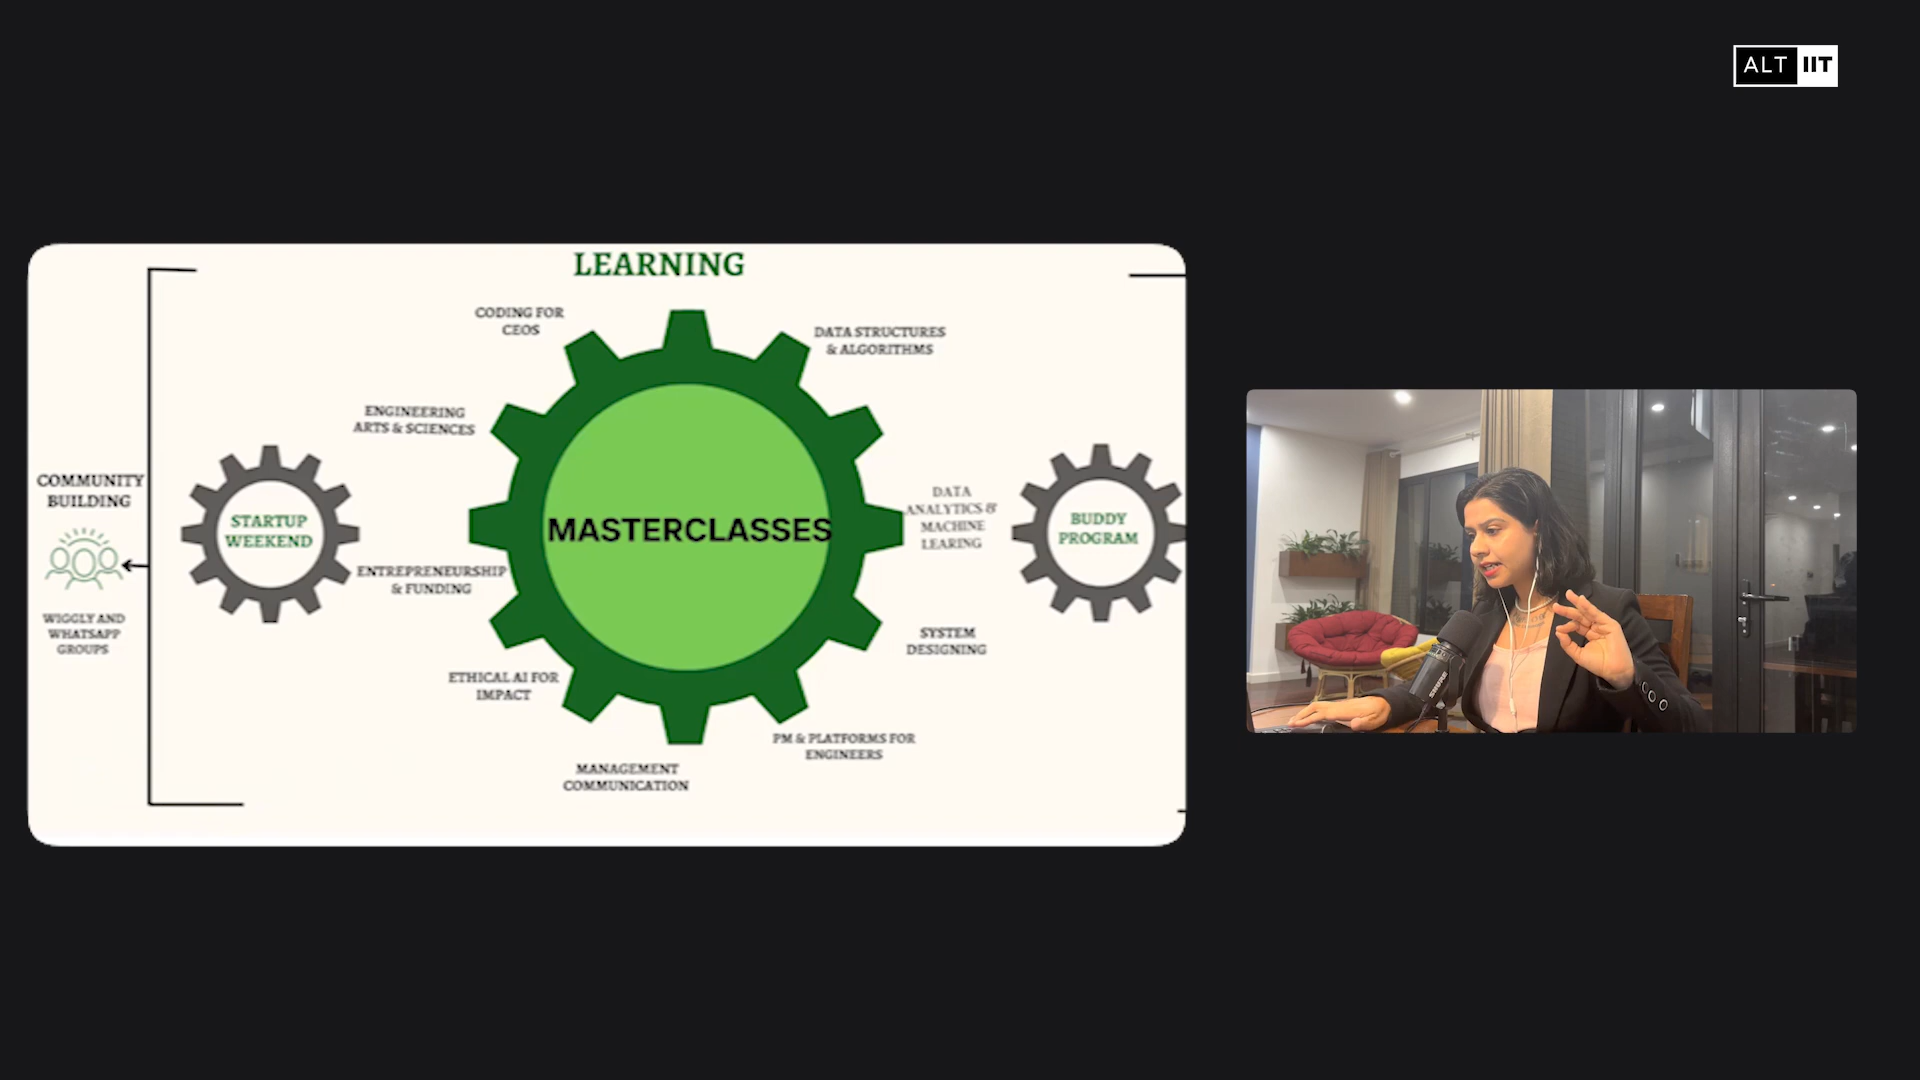 ALT IIT
LEARNING
CODING FOR
CEOS
DATA STRUCTURES
& ALGORITHMS
ENGINEERING
ARTS & SCIENCES
COMMUNITY
BUILDING
WIGGLY AND
WHATSAPP
GROUPS
STARTUP
WEEKEND
MASTERCLASSES
DATA
ANALYTICS &
MACHINE
LEARING
BUDDY
PROGRAM
ENTREPRENEURSHIP
& FUNDING
SYSTEM
DESIGNING
ETHICAL AI FOR
IMPACT
PM & PLATFORMS FOR
ENGINEERS
MANAGEMENT
COMMUNICATION
SHURE